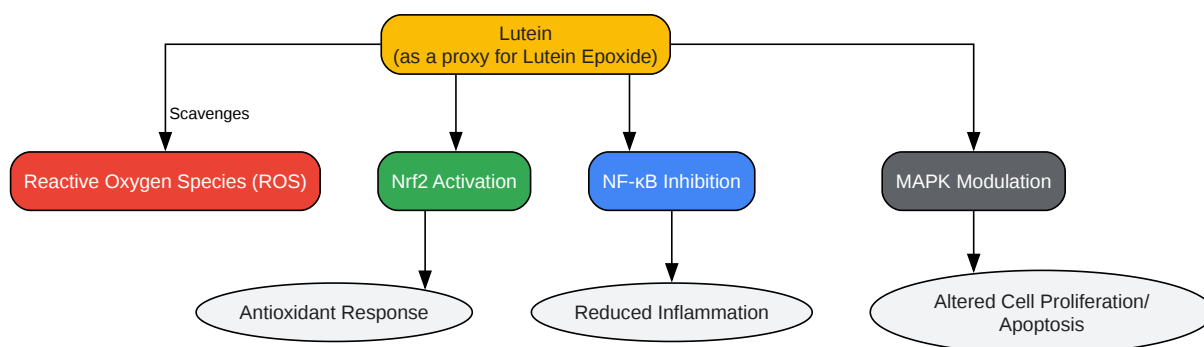 Lutein
(as a proxy for Lutein Epoxide)
Scavenges
Reactive Oxygen Species (ROS)
Nrf2 Activation
NF-κB Inhibition
MAPK Modulation
Antioxidant Response
Reduced Inflammation
Altered Cell Proliferation/
Apoptosis